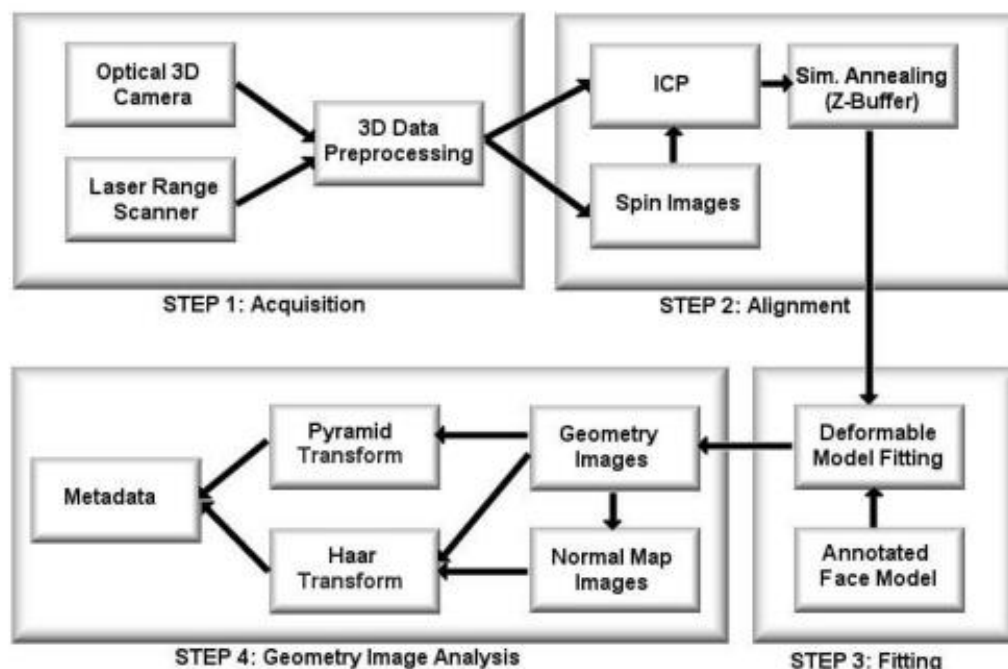 Optical 3D
Camera
3D Data
Preprocessing
Laser Range
Scanner
STEP 1: Acquisition
ICP
Sim. Annealing
(Z-Buffer)
Spin Images
STEP 2: Alignment
Deformable
Model Fitting
Annotated
Face Model
STEP 3: Fitting
Geometry
Images
Normal Map
Images
Pyramid
Transform
Haar
Transform
Metadata
STEP 4: Geometry Image Analysis